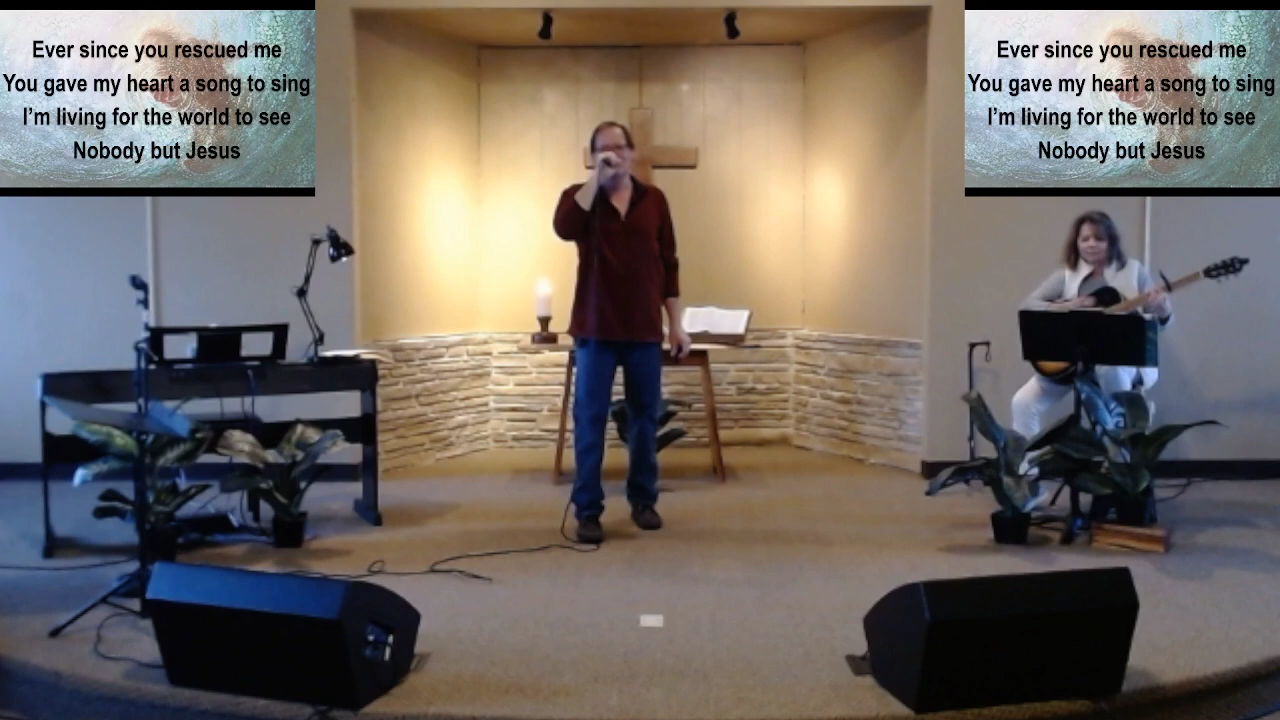 Ever since you rescued me
You gave my heart a song to sing
I'm living for the world to see
Nobody but Jesus
Ever since you rescued me
You gave my heart a song to sing
I'm living for the world to see
Nobody but Jesus